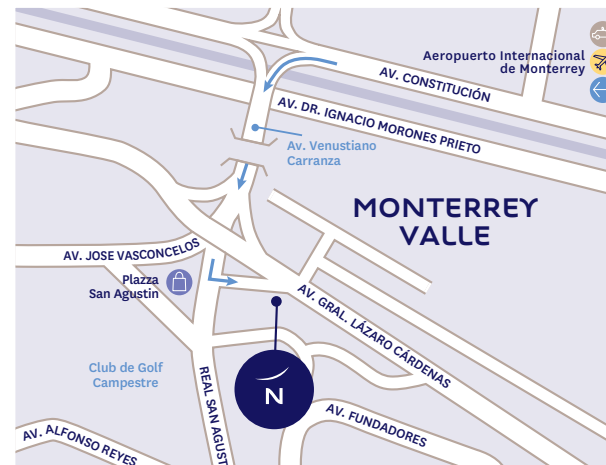 Aeropuerto Internacional
de Monterrey
AV. CONSTITUCIÓN
AV. DR. IGNACIO MORONES PRIETO
Av. Venustiano
Carranza
MONTERREY
VALLE
AV. JOSE VASCONCELOS
Plazza
San Agustin
AV. GRAL. LÁZARO CÁRDENAS
Club de Golf
Campestre
REAL SAN AGUST
N
AV. FUNDADORES
AV. ALFONSO REYES